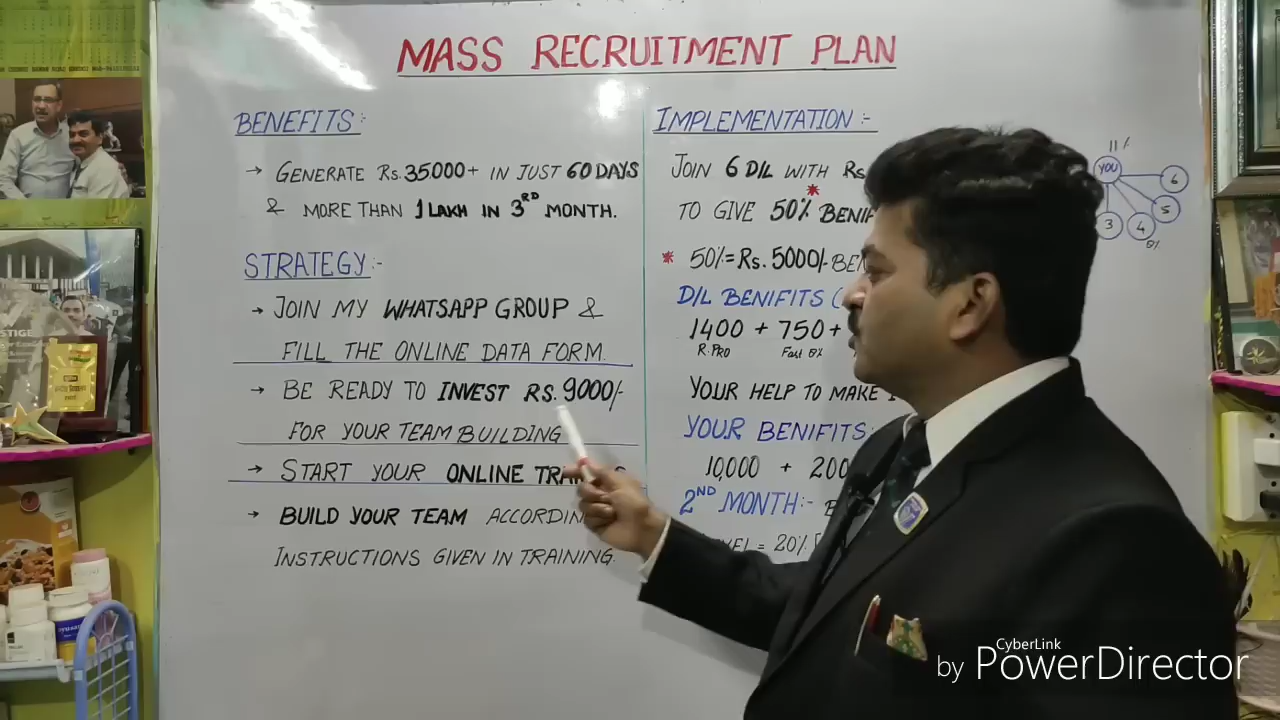 MASS RECRUITMENT PLAN
BENEFITS:-
→ GENERATE RS.35000+ IN JUST 60 DAYS
& MORE THAN 1 LAKH IN 3RD MONTH.
STRATEGY:-
→ JOIN MY WHATSAPP GROUP &
FILL THE ONLINE DATA FORM.
→ BE READY TO INVEST RS.9000/-
FOR YOUR TEAM BUILDING
→ START YOUR ONLINE
→ BUILD YOUR TEAM
INSTRUCTIONS GIVEN IN TRAINING.
IMPLEMENTATION:-
JOIN 6 D/L WITH RS
TO GIVE 50%*
* 50%=RS.5000/-
D/L BENIFITS (
1400 + 750+
R.PRO
YOUR HELP TO MAKE
YOUR BENIFITS:
10,000 + 200
2ND MONTH:-
= 20%
11%
YOU
6
5
4
3
CyberLink
by PowerDirector